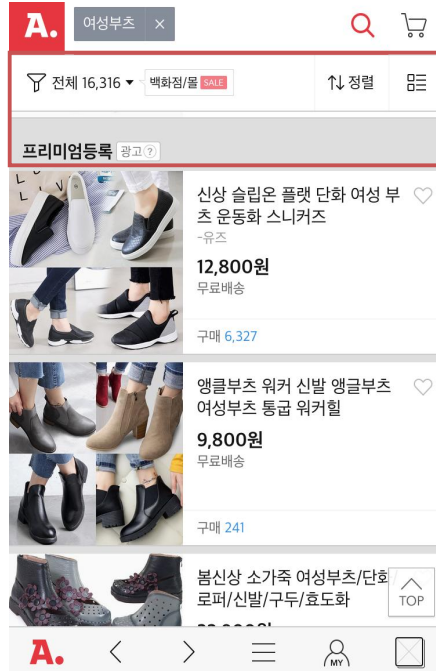 A.
여성부츠 ×
전체 16,316 ▼
백화점/몰 SALE
↑↓ 정렬
프리미엄등록 광고 ?
신상 슬립온 플랫 단화 여성 부
츠 운동화 스니커즈
-유즈
12,800원
무료배송
구매 6,327
앵클부츠 워커 신발 앵글부츠
여성부츠 통굽 워커힐
9,800원
무료배송
구매 241
봄신상 소가죽 여성부츠/단화/
로퍼/신발/구두/효도화
TOP
A.
MY